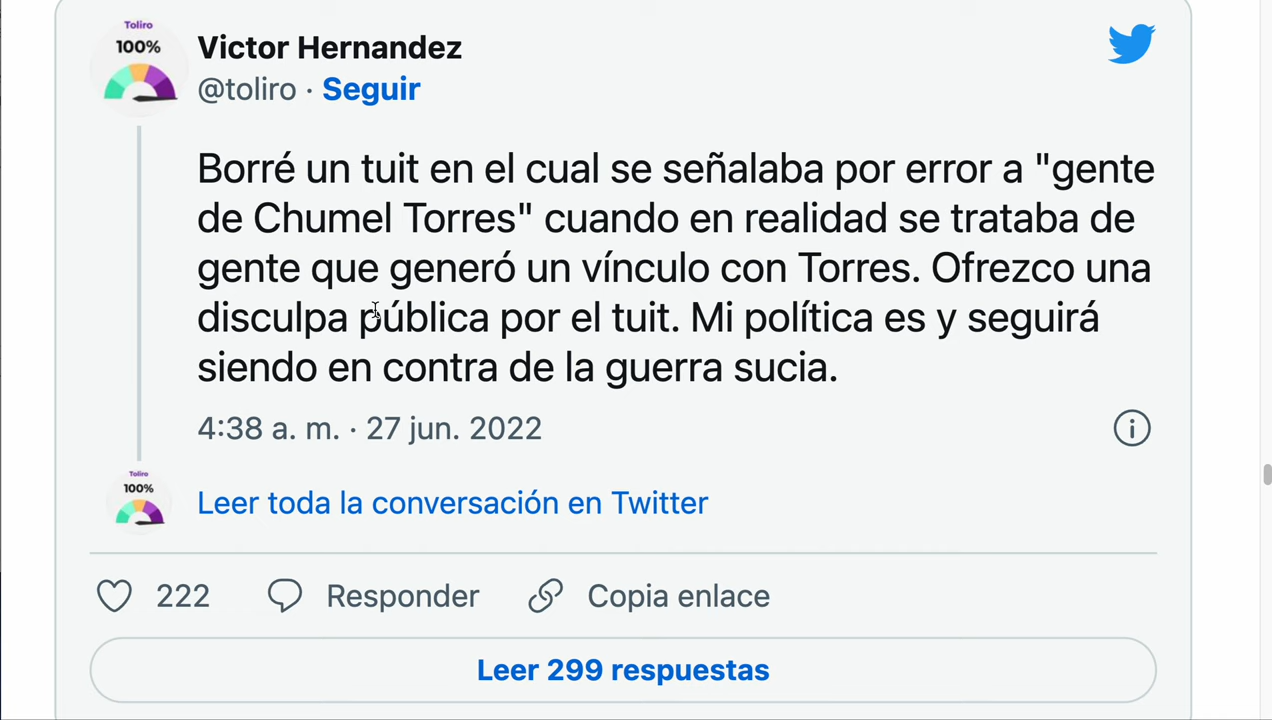 Toliro
100%
Victor Hernandez
@toliro · Seguir
Borré un tuit en el cual se señalaba por error a "gente
de Chumel Torres" cuando en realidad se trataba de
gente que generó un vínculo con Torres. Ofrezco una
disculpa pública por el tuit. Mi política es y seguirá
siendo en contra de la guerra sucia.
4:38 a. m. · 27 jun. 2022
Toliro
100%
Leer toda la conversación en Twitter
222 Responder Copia enlace
Leer 299 respuestas